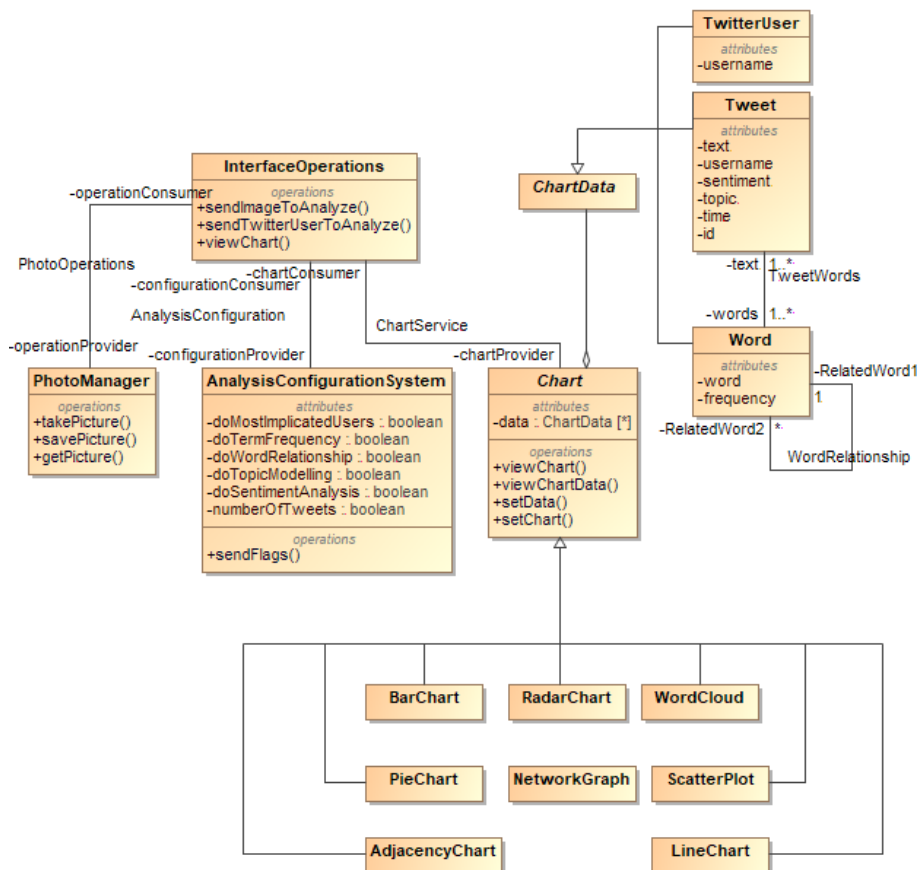 TwitterUser
attributes
-username
Tweet
attributes
-text
-username
-sentiment
-topic
-time
-id
InterfaceOperations
operations
+sendImageToAnalyze()
+sendTwitterUserToAnalyze()
+viewChart()
-operationConsumer
ChartData
PhotoOperations
-chartConsumer
-configurationConsumer
-text 1..*
TweetWords
AnalysisConfiguration
ChartService
-words 1..*
-operationProvider
-configurationProvider
-chartProvider
Word
attributes
-word
-frequency
-RelatedWord1
1
-RelatedWord2 *
WordRelationship
PhotoManager
operations
+takePicture()
+savePicture()
+getPicture()
AnalysisConfigurationSystem
attributes
-doMostImplicatedUsers : boolean
-doTermFrequency : boolean
-doWordRelationship : boolean
-doTopicModelling : boolean
-doSentimentAnalysis : boolean
-numberOfTweets : boolean
operations
+sendFlags()
Chart
attributes
-data : ChartData [*]
operations
+viewChart()
+viewChartData()
+setData()
+setChart()
BarChart
RadarChart
WordCloud
PieChart
NetworkGraph
ScatterPlot
AdjacencyChart
LineChart